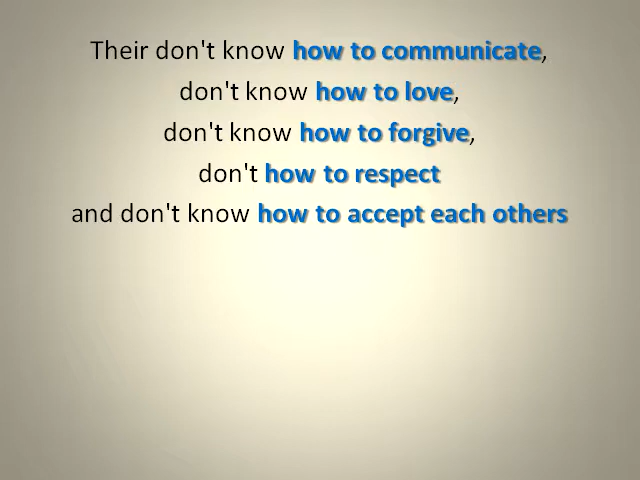 Their don't know how to communicate,
don't know how to love,
don't know how to forgive,
don't how to respect
and don't know how to accept each others